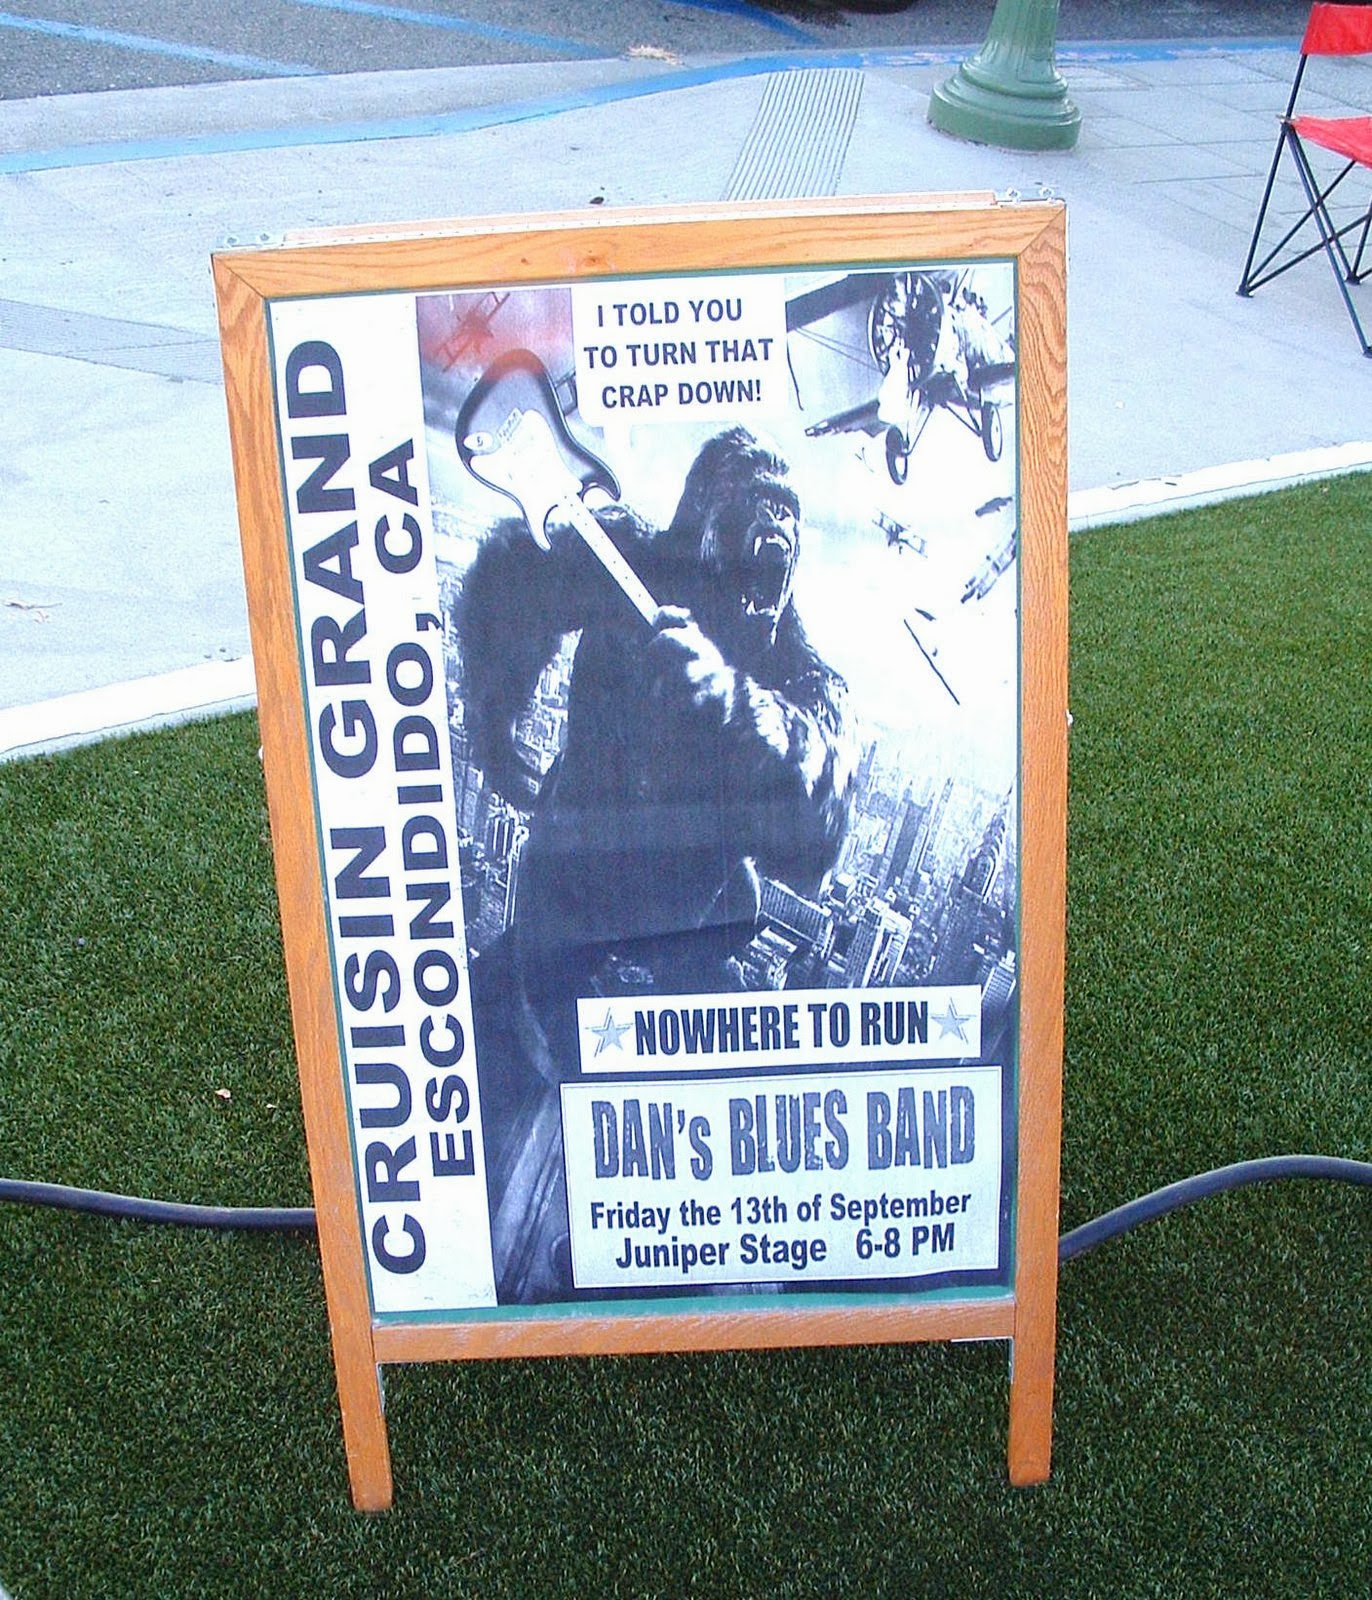 CRUISIN GRAND
ESCONDIDO, CA
I TOLD YOU
TO TURN THAT
CRAP DOWN!
NOWHERE TO RUN
DAN's BLUES BAND
Friday the 13th of September
Juniper Stage 6-8 PM